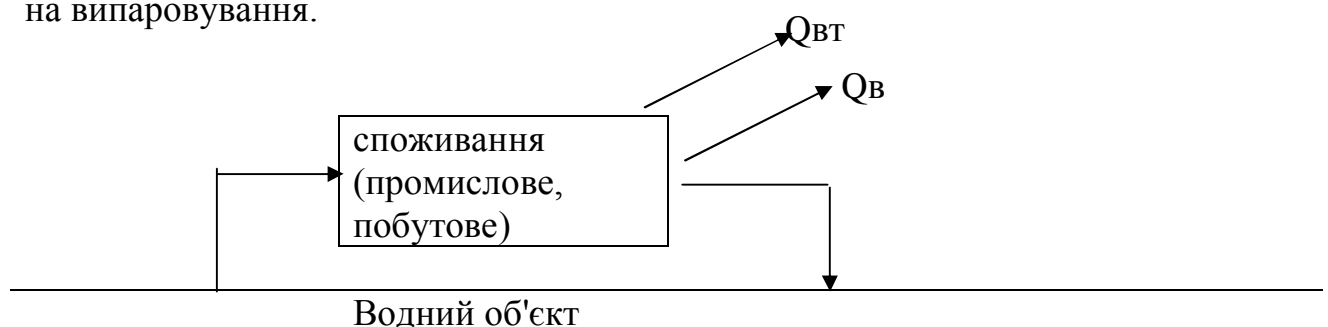 на випаровування.
Qвт
Qв
споживання
(промислове,
побутове)
Водний об'єкт